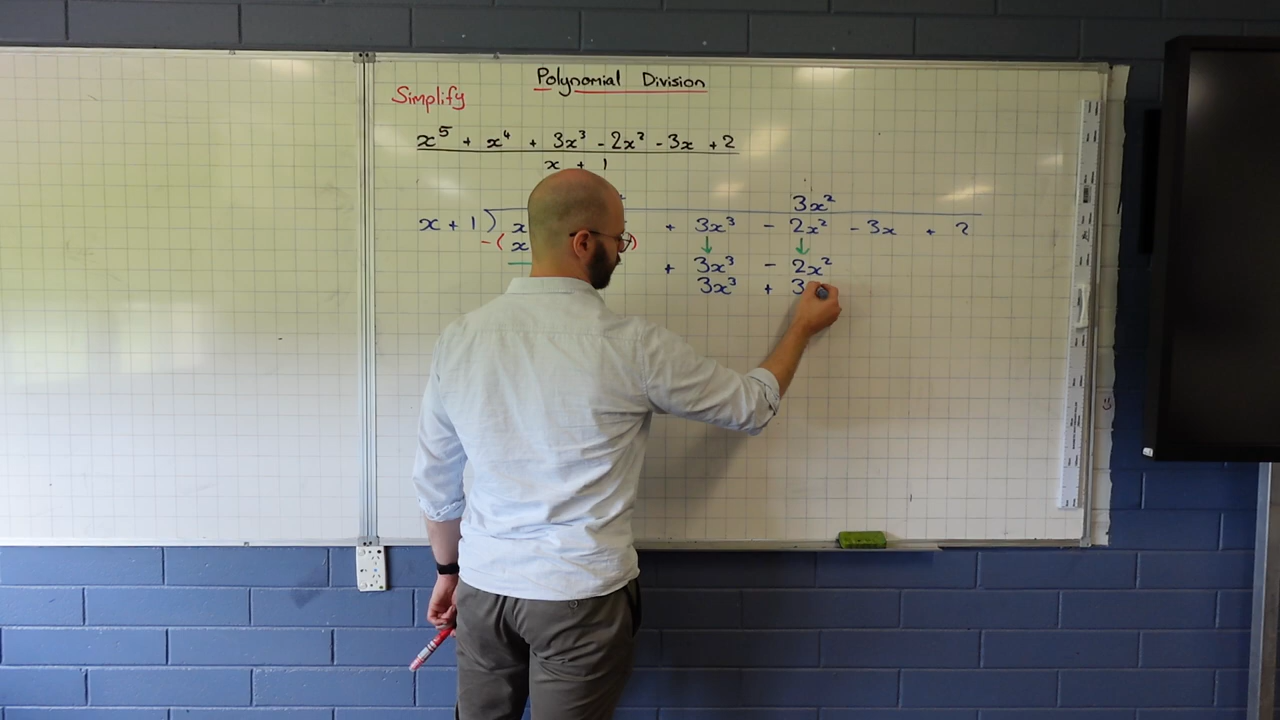 Polynomial Division
Simplify
x⁵ + x⁴ + 3x³ - 2x² - 3x + 2
x + 1
3x²
x + 1 ) x + 3x³ - 2x² - 3x + 2
-( x ) + 3x³ - 2x²
3x³ + 3